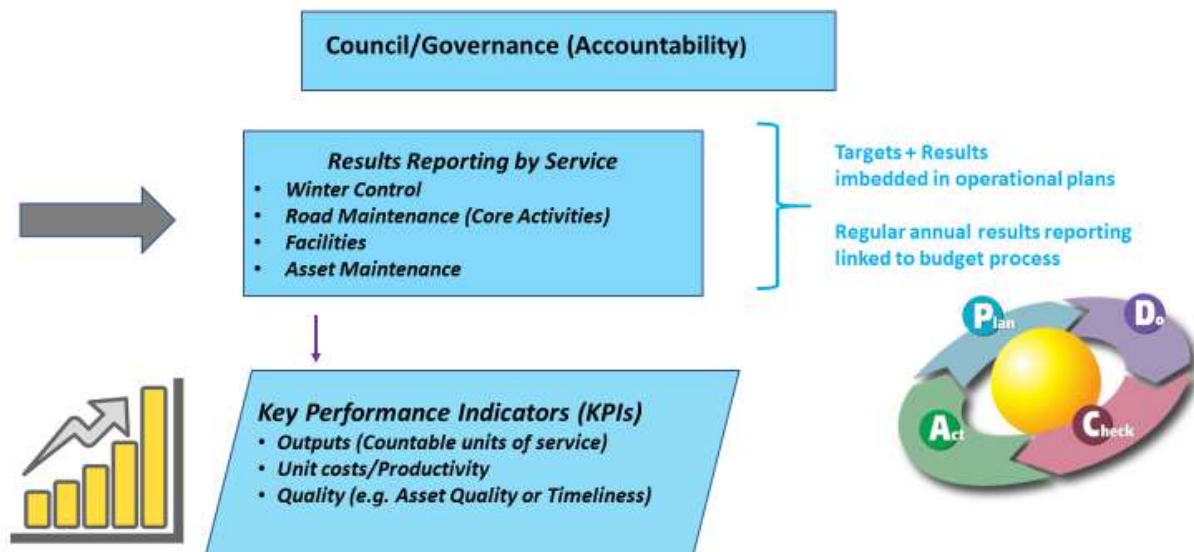 Council/Governance (Accountability)
Results Reporting by Service
• Winter Control
• Road Maintenance (Core Activities)
• Facilities
• Asset Maintenance
Targets + Results
imbedded in operational plans
Regular annual results reporting
linked to budget process
Plan
Do
Check
Act
Key Performance Indicators (KPIs)
• Outputs (Countable units of service)
• Unit costs/Productivity
• Quality (e.g. Asset Quality or Timeliness)